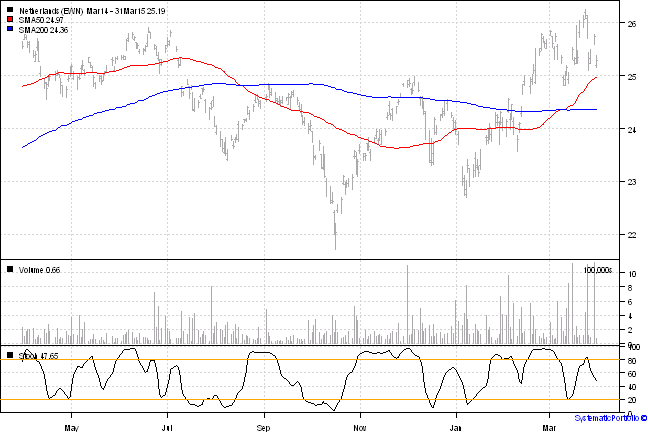 Netherlands (EWN) Mar14 - 31Mar15 25.19
SMA50 24.97
SMA200 24.36
26
25
24
23
22
Volume 0.66
100,000s
10
8
6
4
2
0
Stoch 47.65
80
60
40
20
0
May
Jul
Sep
Nov
Jan
Mar
SystematicPortfolio ©